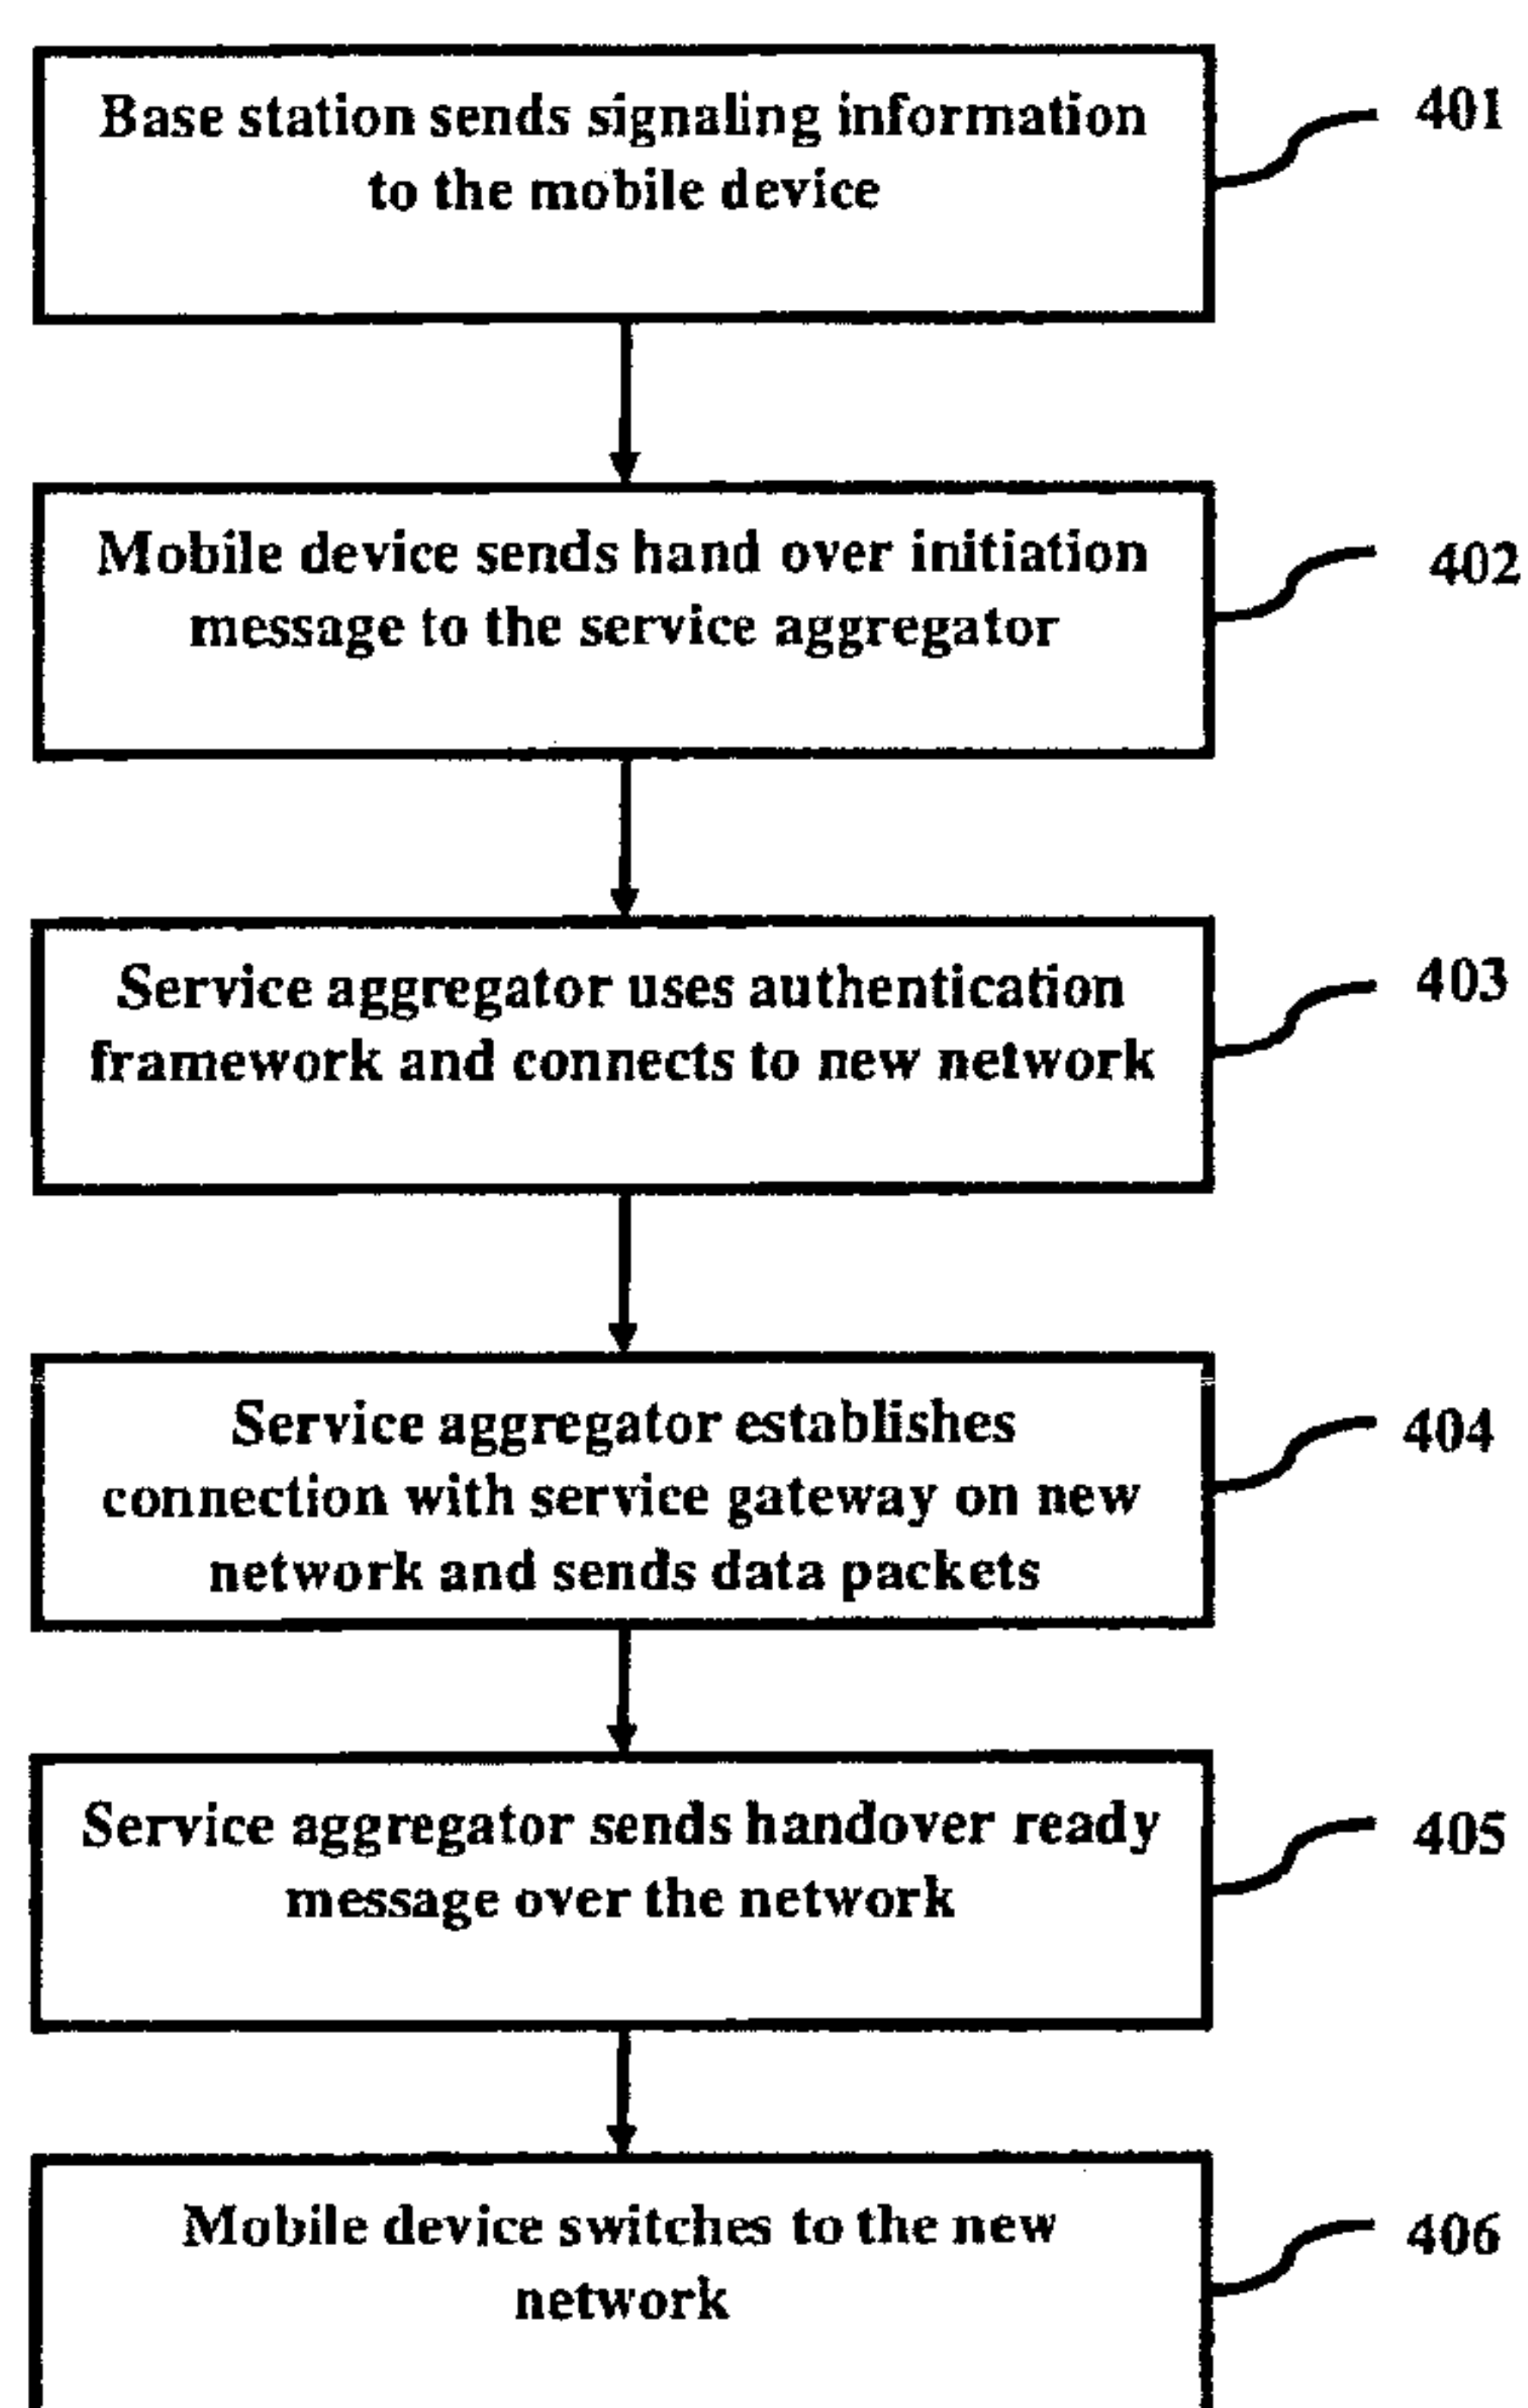 Base station sends signaling information
to the mobile device
401
Mobile device sends hand over initiation
message to the service aggregator
402
Service aggregator uses authentication
framework and connects to new network
403
Service aggregator establishes
connection with service gateway on new
network and sends data packets
404
Service aggregator sends handover ready
message over the network
405
Mobile device switches to the new
network
406